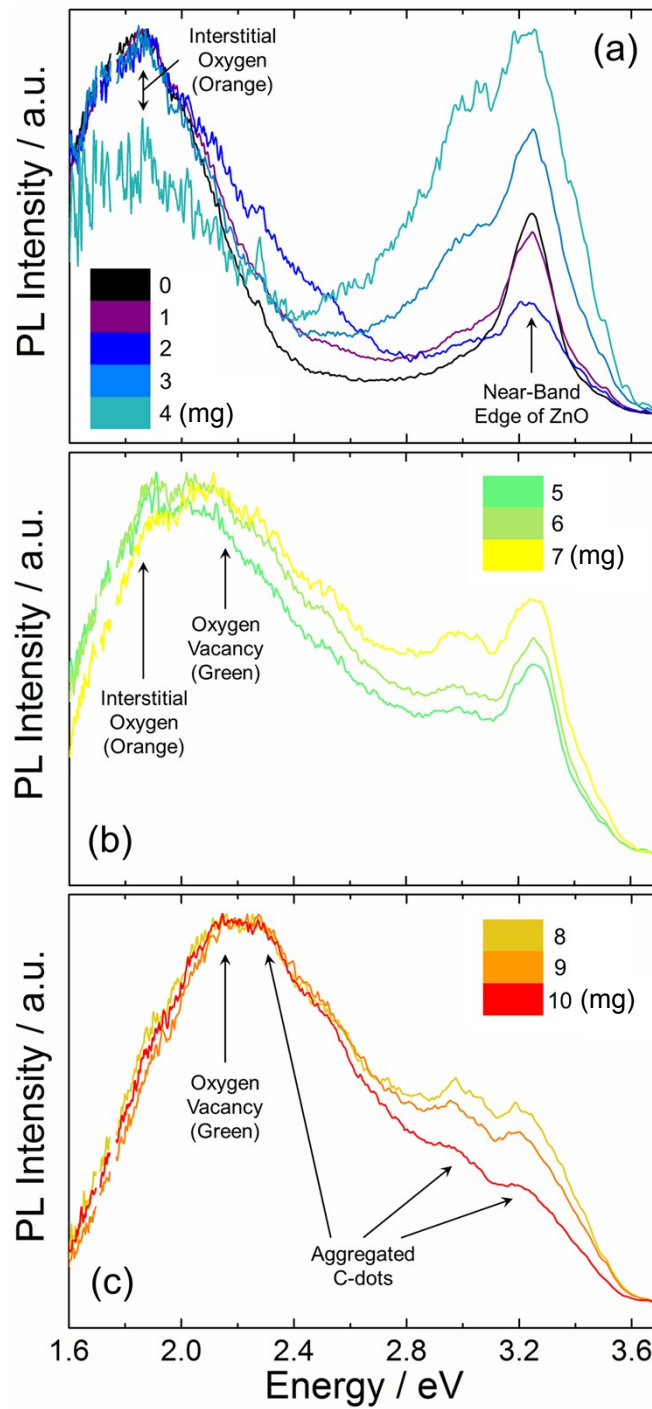 (a)
Interstitial
Oxygen
(Orange)
PL Intensity / a.u.
0
1
2
3
4 (mg)
Near-Band
Edge of ZnO
5
6
7 (mg)
PL Intensity / a.u.
Oxygen
Vacancy
(Green)
Interstitial
Oxygen
(Orange)
(b)
8
9
10 (mg)
PL Intensity / a.u.
Oxygen
Vacancy
(Green)
Aggregated
C-dots
(c)
1.6 2.0 2.4 2.8 3.2 3.6
Energy / eV